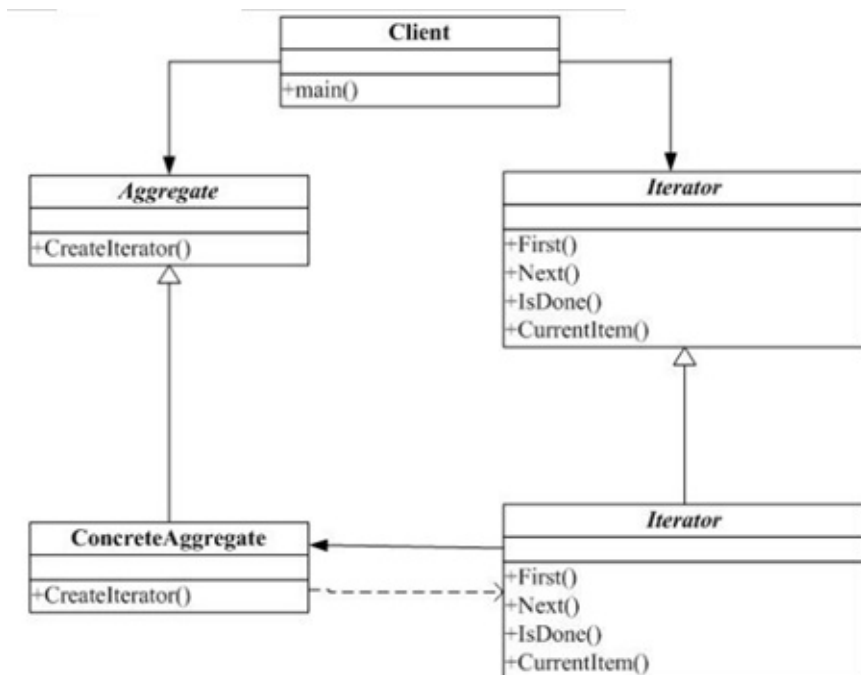 Client
+main()
Aggregate
+CreateIterator()
Iterator
+First()
+Next()
+IsDone()
+CurrentItem()
ConcreteAggregate
+CreateIterator()
Iterator
+First()
+Next()
+IsDone()
+CurrentItem()